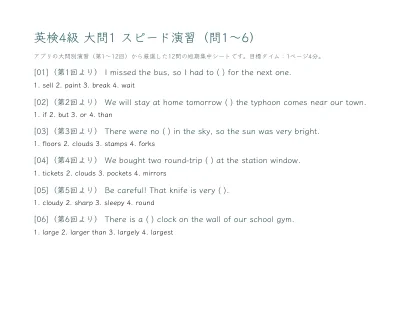 英検4級 大問1 スピード演習（問1〜6）
アプリの大問別演習（第1〜12回）から厳選した12問の短期集中シートです。目標タイム：1ページ4分。
[01]（第1回より） I missed the bus, so I had to ( ) for the next one.
1. sell 2. paint 3. break 4. wait
[02]（第2回より） We will stay at home tomorrow ( ) the typhoon comes near our town.
1. if 2. but 3. or 4. than
[03]（第3回より） There were no ( ) in the sky, so the sun was very bright.
1. floors 2. clouds 3. stamps 4. forks
[04]（第4回より） We bought two round-trip ( ) at the station window.
1. tickets 2. clouds 3. pockets 4. mirrors
[05]（第5回より） Be careful! That knife is very ( ).
1. cloudy 2. sharp 3. sleepy 4. round
[06]（第6回より） There is a ( ) clock on the wall of our school gym.
1. large 2. larger than 3. largely 4. largest